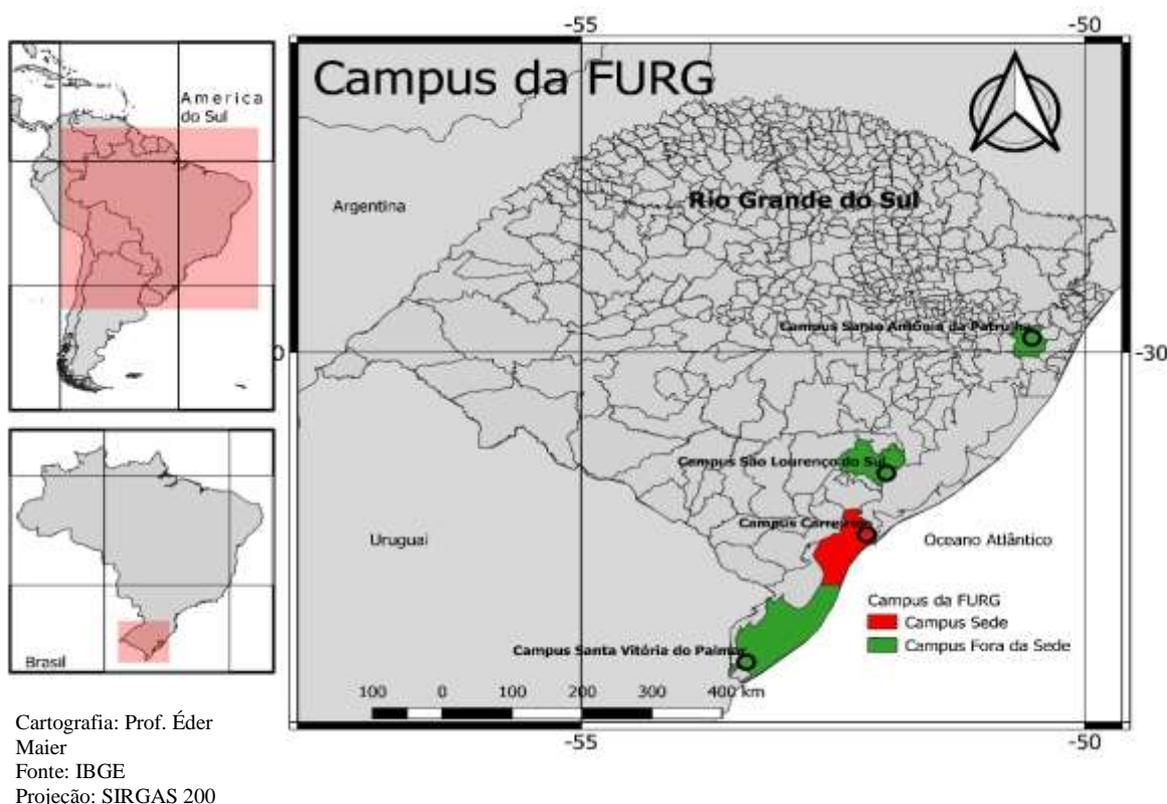 -55
-50
America
do Sul
Campus da FURG
Argentina
Rio Grande do Sul
Campus Santo Antônio da Patrulha
0
-30
Campus São Lourenço do Sul
Campus Carreiros
Uruguai
Oceano Atlântico
Campus da FURG
Campus Sede
Campus Fora da Sede
Campus Santa Vitória do Palmar
Brasil
100 0 100 200 300 400 km
-55
-50
Cartografia: Prof. Éder
Maier
Fonte: IBGE
Projeção: SIRGAS 200